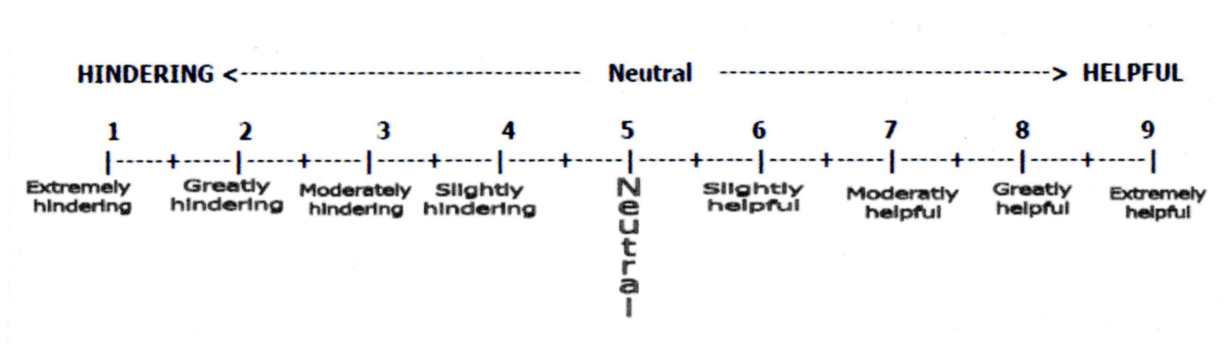 HINDERING <---------------------------- Neutral ---------------------------> HELPFUL
1 2 3 4 5 6 7 8 9
|------+-----|------+-----|------+-----|------+-----|------+-----|------+-----|------+-----|------+-----|
Extremely hindering
Greatly hindering
Moderately hindering
Slightly hindering
Neutral
Slightly helpful
Moderatly helpful
Greatly helpful
Extremely helpful